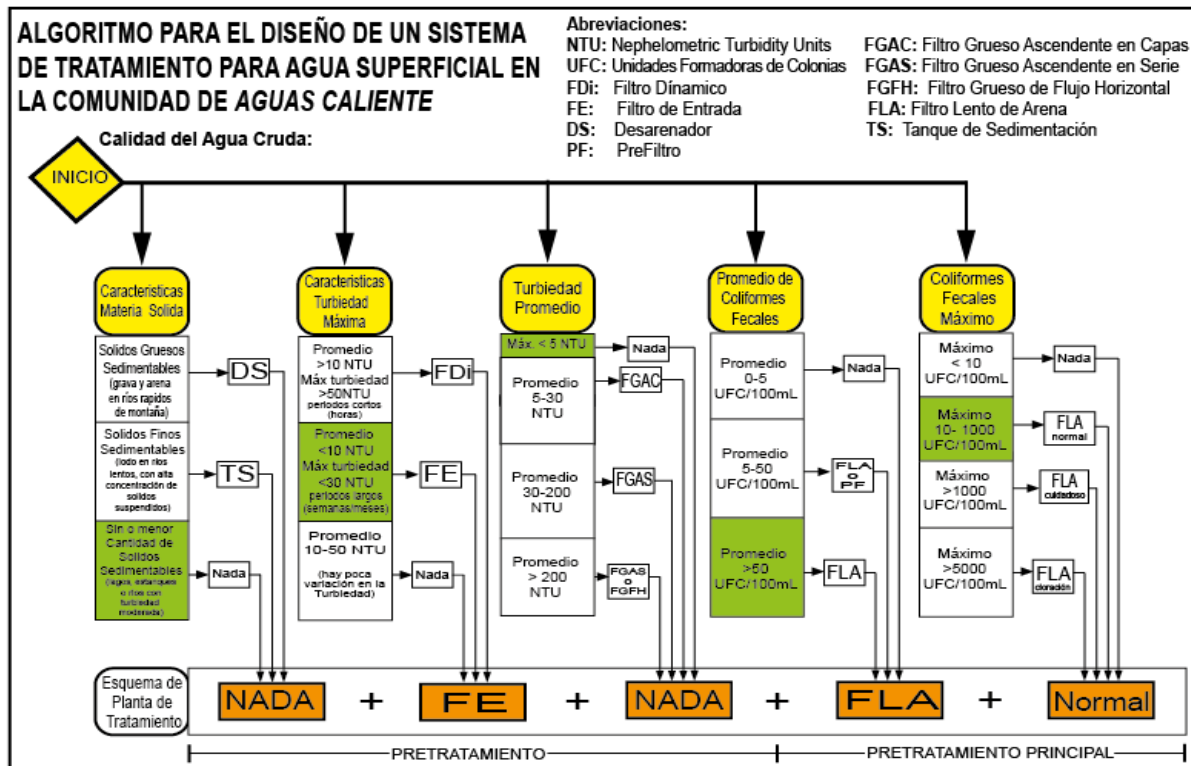 ALGORITMO PARA EL DISEÑO DE UN SISTEMA
DE TRATAMIENTO PARA AGUA SUPERFICIAL EN
LA COMUNIDAD DE AGUAS CALIENTE
Abreviaciones:
NTU: Nephelometric Turbidity Units
UFC: Unidades Formadoras de Colonias
FDi: Filtro Dínamico
FE: Filtro de Entrada
DS: Desarenador
PF: PreFiltro
FGAC: Filtro Grueso Ascendente en Capas
FGAS: Filtro Grueso Ascendente en Serie
FGFH: Filtro Grueso de Flujo Horizontal
FLA: Filtro Lento de Arena
TS: Tanque de Sedimentación
Calidad del Agua Cruda:
INICIO
Caracteristicas
Materia Solida
Solidos Gruesos
Sedimentables
(grava y arena
en ríos rapidos
de montaña)
DS
Solidos Finos
Sedimentables
(lodo en ríos
lentos, con alta
concentración de
solidos
suspendidos)
TS
Sin o menor
Cantidad de
Solidos
Sedimentables
(lagos, estanques
o ríos con
turbiedad
moderada)
Nada
Caracteristicas
Turbiedad
Máxima
Promedio
>10 NTU
Máx turbiedad
>50NTU
periodos cortos
(horas)
FDi
Promedio
<10 NTU
Máx turbiedad
<30 NTU
periodos largos
(semanas/meses)
FE
Promedio
10-50 NTU
(hay poca
variación en la
Turbiedad)
Nada
Turbiedad
Promedio
Máx. < 5 NTU
Nada
Promedio
5-30
NTU
FGAC
Promedio
30-200
NTU
FGAS
Promedio
> 200
NTU
FGAS
o
FGFH
Promedio de
Coliformes
Fecales
Promedio
0-5
UFC/100mL
Nada
Promedio
5-50
UFC/100mL
FLA
o
PF
Promedio
>50
UFC/100mL
FLA
Coliformes
Fecales
Máximo
Máximo
< 10
UFC/100mL
Nada
Máximo
10- 1000
UFC/100mL
FLA
normal
Máximo
>1000
UFC/100mL
FLA
cuidadoso
Máximo
>5000
UFC/100mL
FLA
cloración
Esquema de
Planta de
Tratamiento
NADA + FE + NADA + FLA + Normal
PRETRATAMIENTO
PRETRATAMIENTO PRINCIPAL